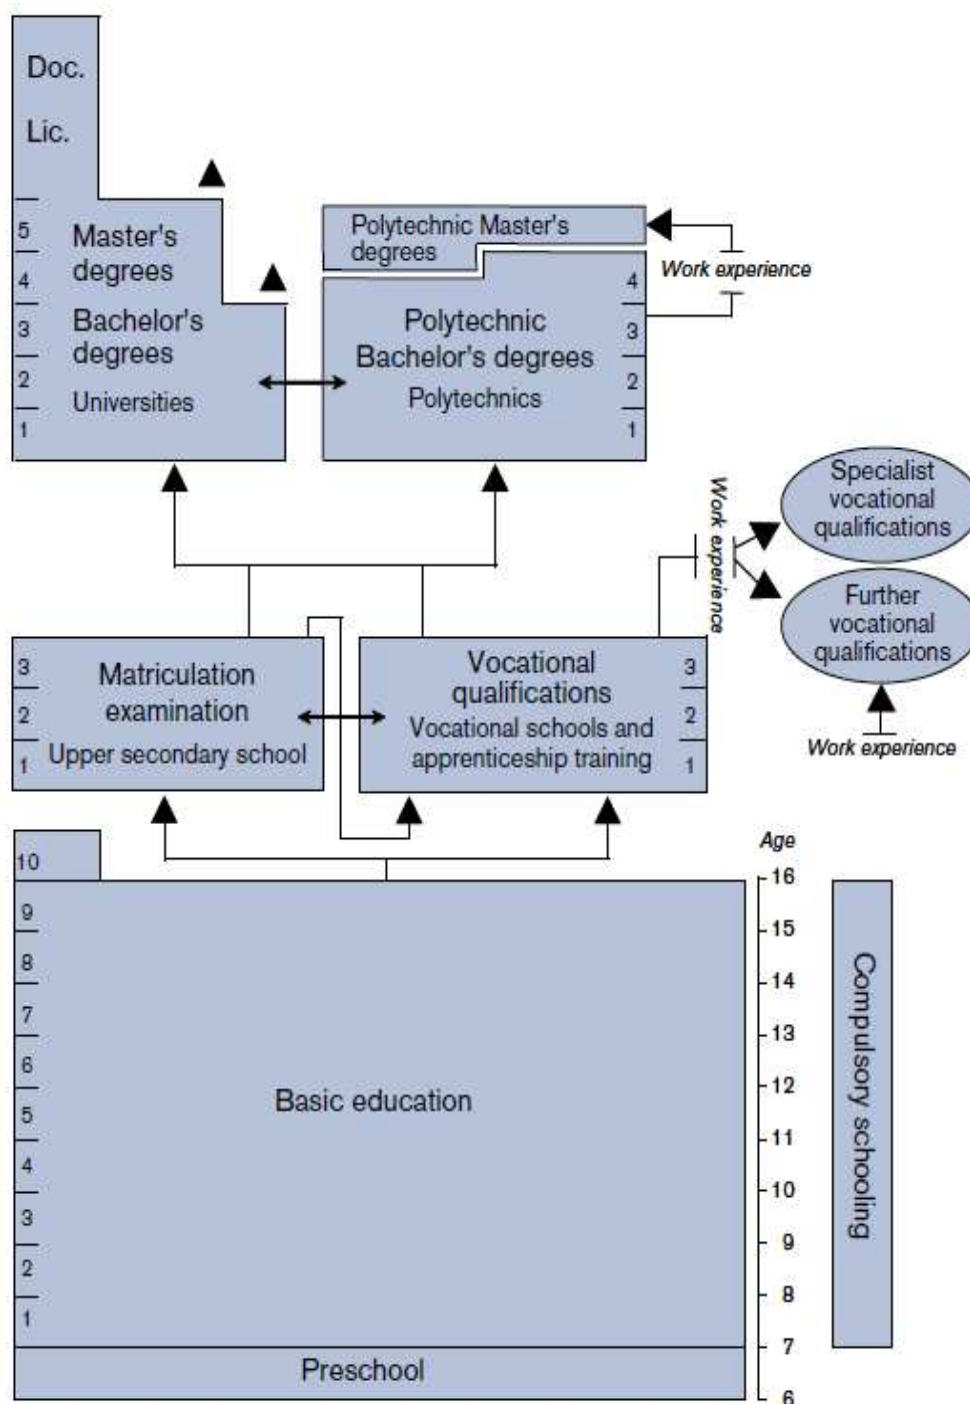 Doc.
Lic.
5
Master's
degrees
4
3
Bachelor's
degrees
2
Universities
1
Polytechnic Master's
degrees
Work experience
4
Polytechnic
3
Bachelor's degrees
2
Polytechnics
1
Work experience
Specialist
vocational
qualifications
Further
vocational
qualifications
Work experience
3
Matriculation
examination
2
Upper secondary school
1
Vocational
qualifications
3
Vocational schools and
2
apprenticeship training
1
Age
10
16
9
15
8
14
7
13
6
12
Basic education
5
11
4
10
3
9
2
8
1
7
Preschool
6
Compulsory schooling